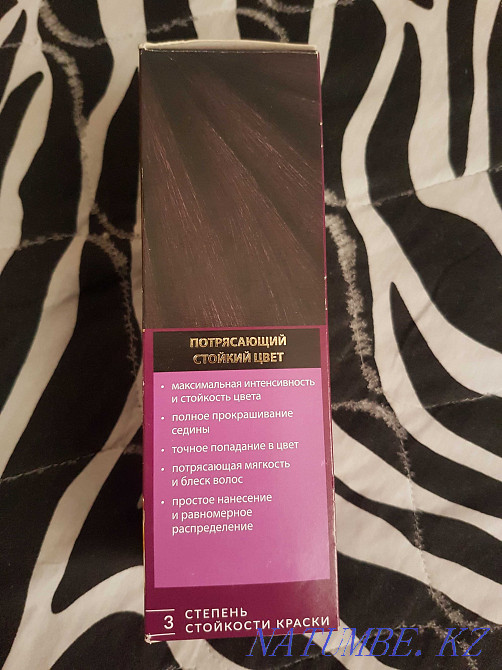 ПОТРЯСАЮЩИЙ
СТОЙКИЙ ЦВЕТ
• максимальная интенсивность
и стойкость цвета
• полное прокрашивание
седины
• точное попадание в цвет
• потрясающая мягкость
и блеск волос
• простое нанесение
и равномерное
распределение
3 СТЕПЕНЬ
СТОЙКОСТИ КРАСКИ
NATUMBE.KZ